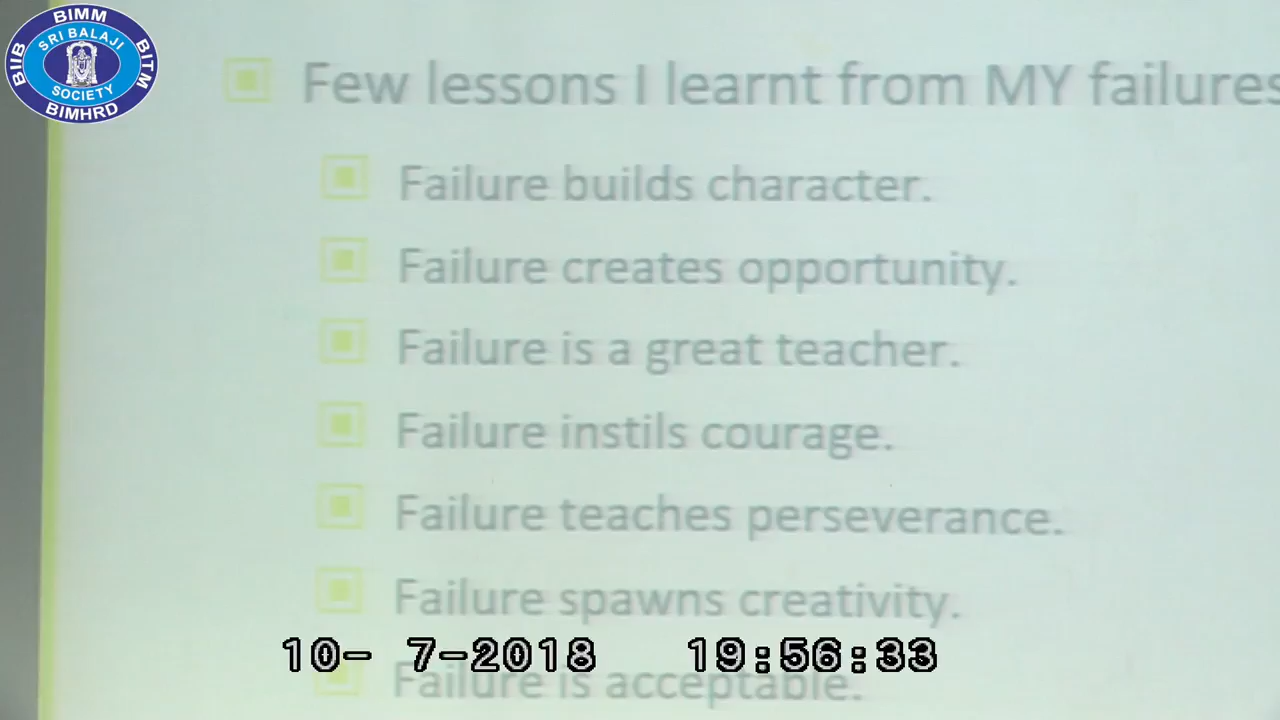 BIMM
SRI BALAJI
BIIB
BITM
SOCIETY
BIMHRD
Few lessons I learnt from MY failures
Failure builds character.
Failure creates opportunity.
Failure is a great teacher.
Failure instils courage.
Failure teaches perseverance.
Failure spawns creativity.
10- 7-2018 19:56:33
Failure is acceptable.